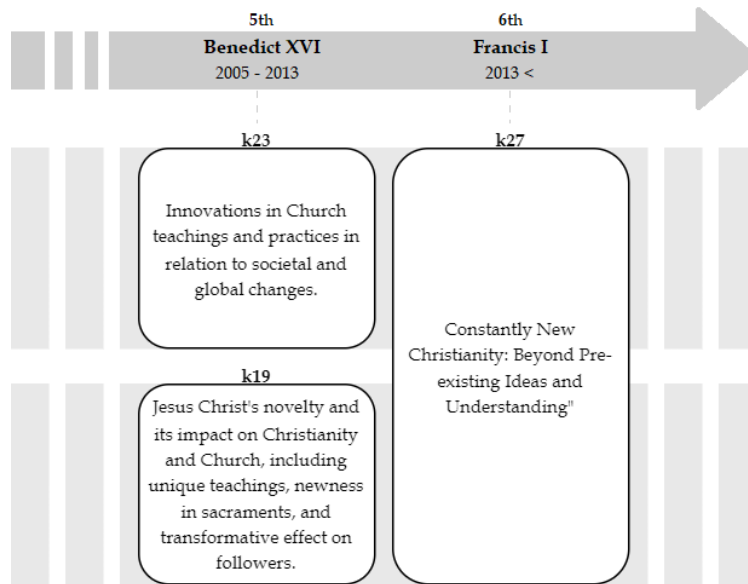 5th
Benedict XVI
2005 - 2013
6th
Francis I
2013 <
k23
Innovations in Church
teachings and practices in
relation to societal and
global changes.
k19
Jesus Christ's novelty and
its impact on Christianity
and Church, including
unique teachings, newness
in sacraments, and
transformative effect on
followers.
k27
Constantly New
Christianity: Beyond Pre-
existing Ideas and
Understanding"